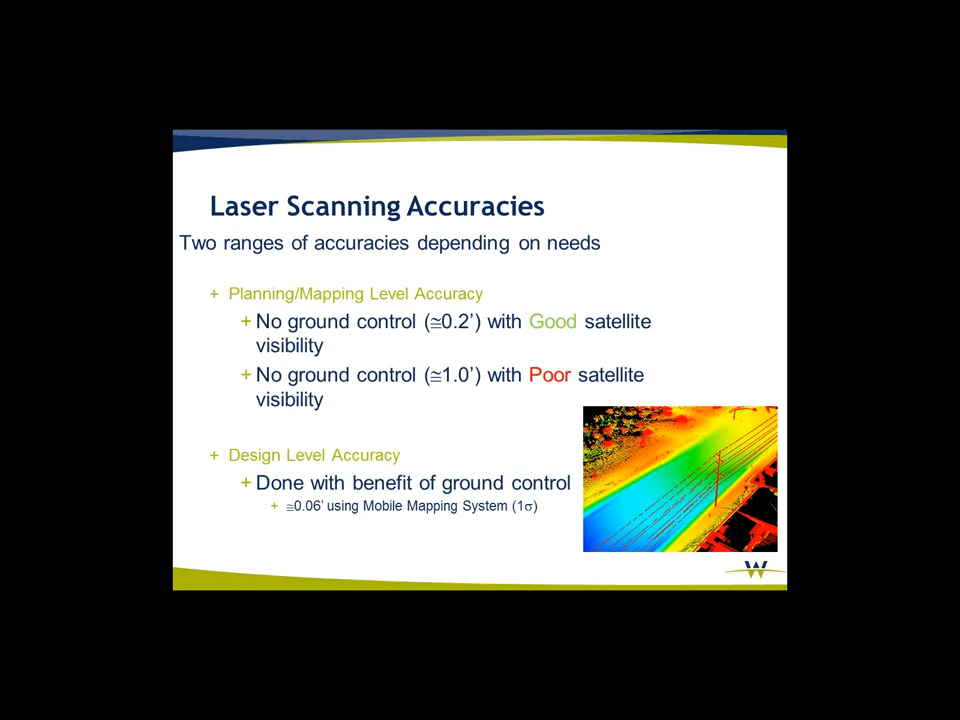 Laser Scanning Accuracies
Two ranges of accuracies depending on needs
+ Planning/Mapping Level Accuracy
+ No ground control (≅0.2’) with Good satellite
visibility
+ No ground control (≅1.0’) with Poor satellite
visibility
+ Design Level Accuracy
+ Done with benefit of ground control
+ ≅0.06’ using Mobile Mapping System (1σ)
W